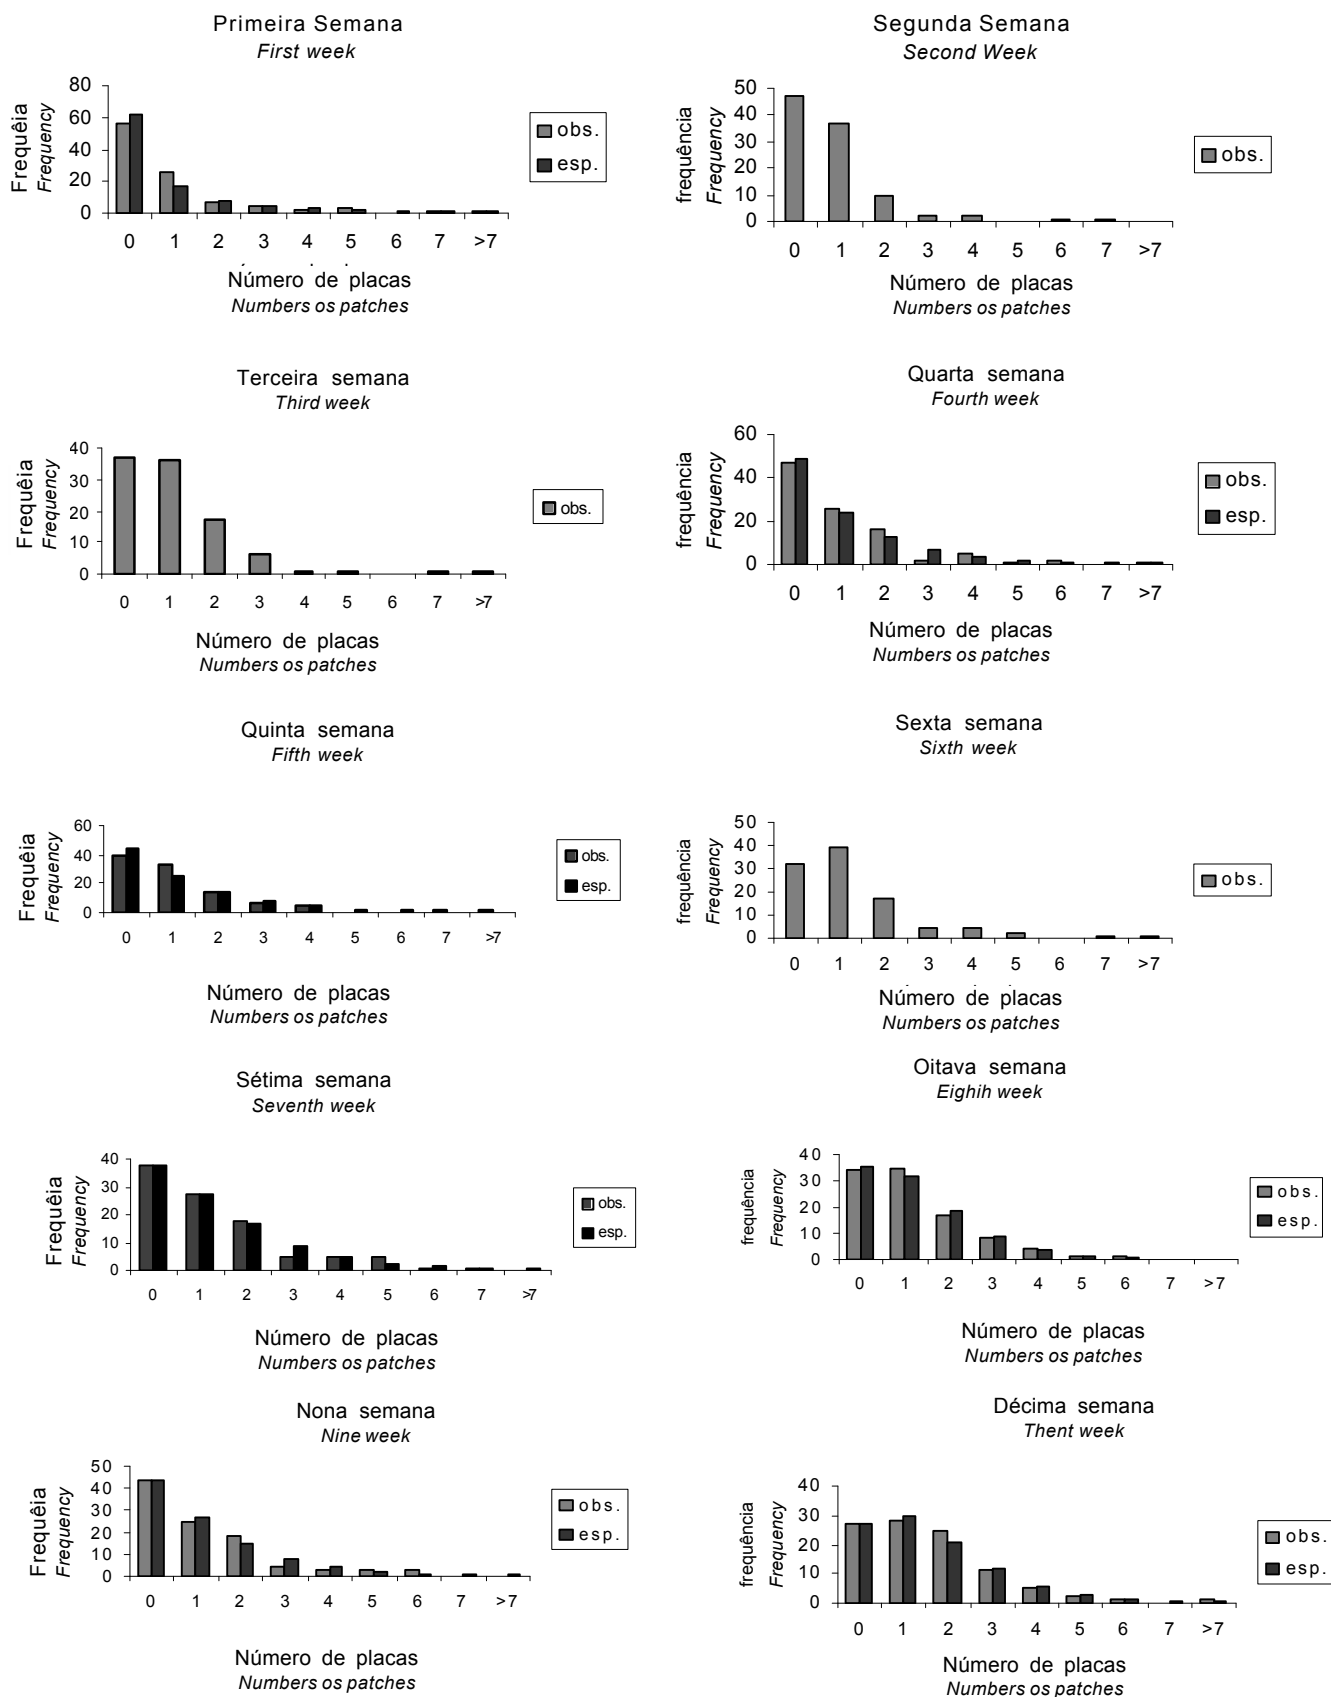 Primeira Semana
First week
Frequêia
Frequency
80
60
40
20
0
0 1 2 3 4 5 6 7 >7
obs.
esp.
Número de placas
Numbers os patches
Segunda Semana
Second Week
frequência
Frequency
50
40
30
20
10
0
0 1 2 3 4 5 6 7 >7
obs.
Número de placas
Numbers os patches
Terceira semana
Third week
Frequêia
Frequency
40
30
20
10
0
0 1 2 3 4 5 6 7 >7
obs.
Número de placas
Numbers os patches
Quarta semana
Fourth week
frequência
Frequency
60
40
20
0
0 1 2 3 4 5 6 7 >7
obs.
esp.
Número de placas
Numbers os patches
Quinta semana
Fifth week
Frequêia
Frequency
60
40
20
0
0 1 2 3 4 5 6 7 >7
obs.
esp.
Número de placas
Numbers os patches
Sexta semana
Sixth week
frequência
Frequency
50
40
30
20
10
0
0 1 2 3 4 5 6 7 >7
obs.
Número de placas
Numbers os patches
Sétima semana
Seventh week
Frequêia
Frequency
40
30
20
10
0
0 1 2 3 4 5 6 7 >7
obs.
esp.
Número de placas
Numbers os patches
Oitava semana
Eighih week
frequência
Frequency
40
30
20
10
0
0 1 2 3 4 5 6 7 >7
obs.
esp.
Número de placas
Numbers os patches
Nona semana
Nine week
Frequêia
Frequency
50
40
30
20
10
0
0 1 2 3 4 5 6 7 >7
obs.
esp.
Número de placas
Numbers os patches
Décima semana
Thent week
frequência
Frequency
40
30
20
10
0
0 1 2 3 4 5 6 7 >7
obs.
esp.
Número de placas
Numbers os patches